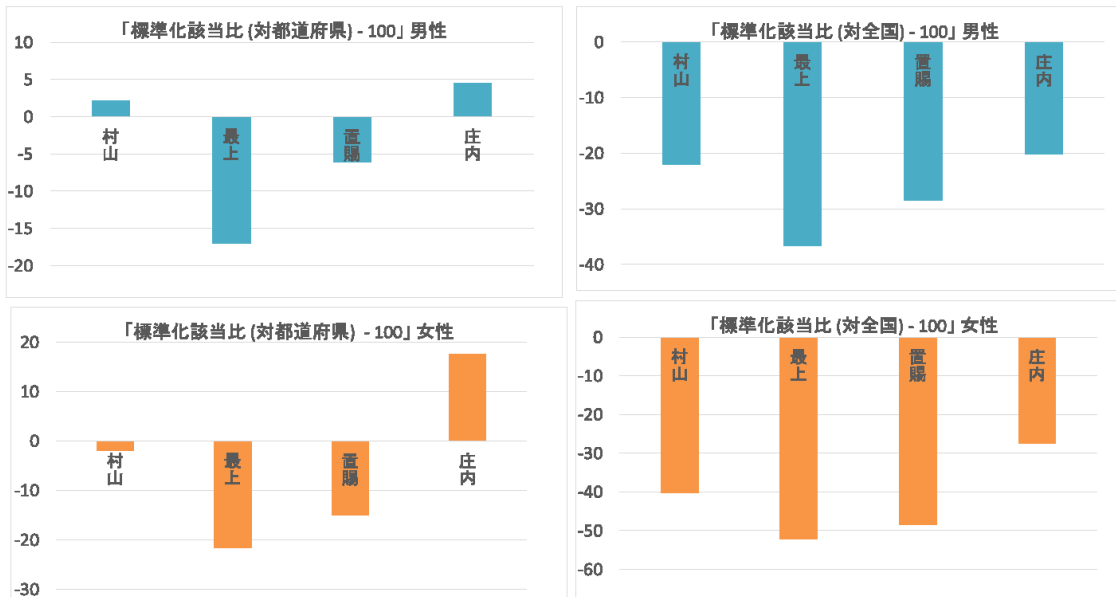 「標準化該当比 (対都道府県) - 100」 男性
10
5
0
-5
-10
-15
-20
村山
最上
置賜
庄内
「標準化該当比 (対全国) - 100」 男性
0
-10
-20
-30
-40
村山
最上
置賜
庄内
「標準化該当比 (対都道府県) - 100」 女性
20
10
0
-10
-20
-30
村山
最上
置賜
庄内
「標準化該当比 (対全国) - 100」 女性
0
-10
-20
-30
-40
-50
-60
村山
最上
置賜
庄内